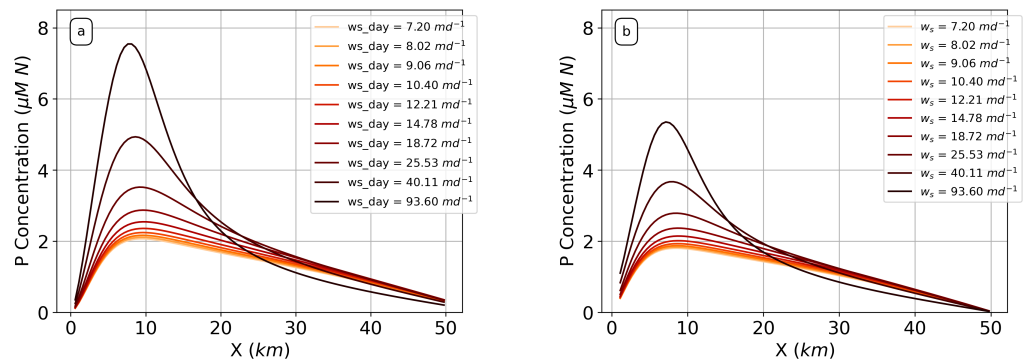 a
P Concentration (μM N)
8
6
4
2
0
0 10 20 30 40 50
X (km)
ws_day = 7.20 md⁻¹
ws_day = 8.02 md⁻¹
ws_day = 9.06 md⁻¹
ws_day = 10.40 md⁻¹
ws_day = 12.21 md⁻¹
ws_day = 14.78 md⁻¹
ws_day = 18.72 md⁻¹
ws_day = 25.53 md⁻¹
ws_day = 40.11 md⁻¹
ws_day = 93.60 md⁻¹
b
P Concentration (μM N)
8
6
4
2
0
0 10 20 30 40 50
X (km)
wₛ = 7.20 md⁻¹
wₛ = 8.02 md⁻¹
wₛ = 9.06 md⁻¹
wₛ = 10.40 md⁻¹
wₛ = 12.21 md⁻¹
wₛ = 14.78 md⁻¹
wₛ = 18.72 md⁻¹
wₛ = 25.53 md⁻¹
wₛ = 40.11 md⁻¹
wₛ = 93.60 md⁻¹